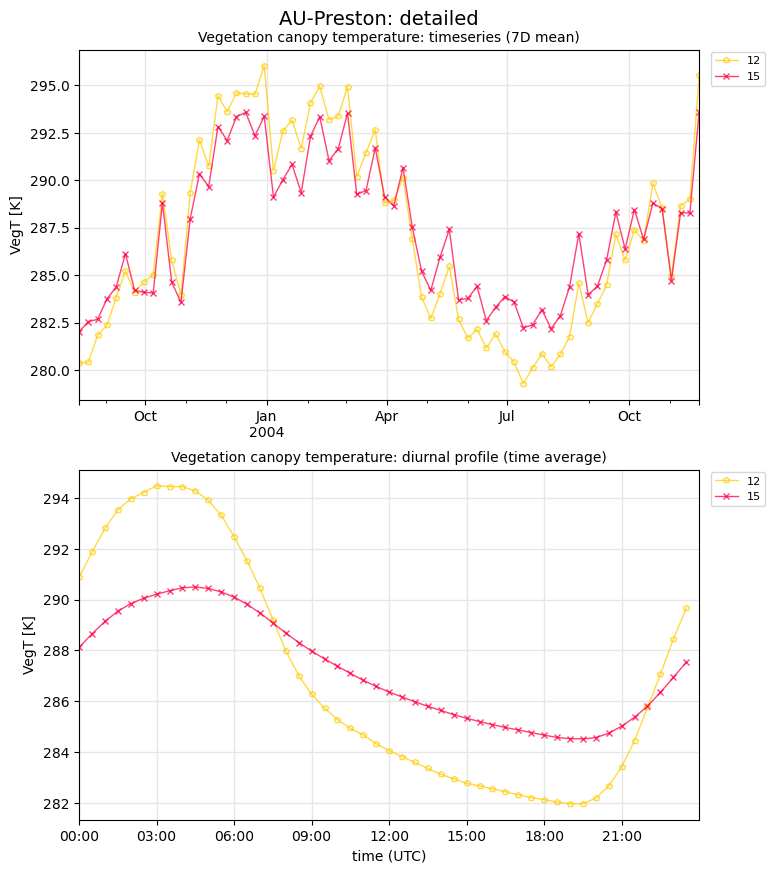 AU-Preston: detailed
Vegetation canopy temperature: timeseries (7D mean)
12
15
VegT [K]
295.0
292.5
290.0
287.5
285.0
282.5
280.0
Oct
Jan
2004
Apr
Jul
Oct
Vegetation canopy temperature: diurnal profile (time average)
12
15
VegT [K]
294
292
290
288
286
284
282
00:00
03:00
06:00
09:00
12:00
15:00
18:00
21:00
time (UTC)